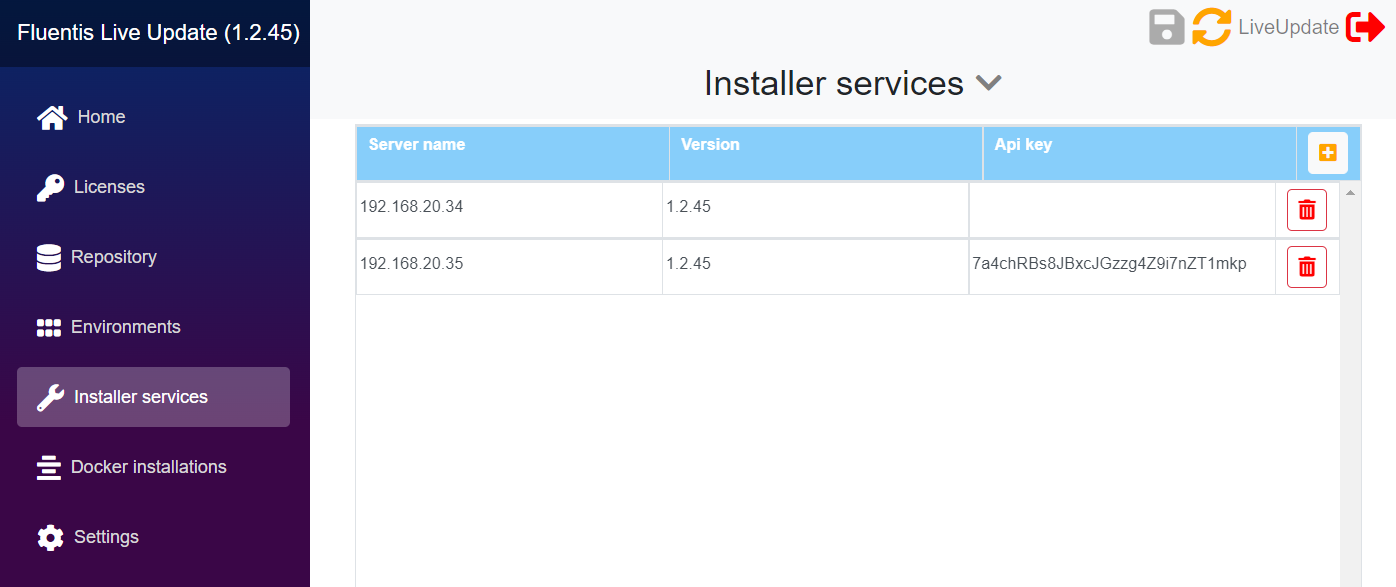 Fluentis Live Update (1.2.45)
LiveUpdate
Installer services
Home
Licenses
Repository
Environments
Installer services
Docker installations
Settings
Server name Version Api key
192.168.20.34 1.2.45
192.168.20.35 1.2.45 7a4chRBs8JBxcJGzzg4Z9i7nZT1mkp